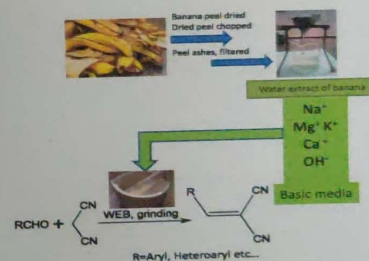 Banana peel dried
Dried peel chopped
Peel ashes, filtered
Water extract of banana
Na⁺
Mg⁺ K⁺
Ca⁺
OH⁻
Basic media
RCHO +
CN
CN
WEB, grinding
R
CN
CN
R=Aryl, Heteroaryl etc...